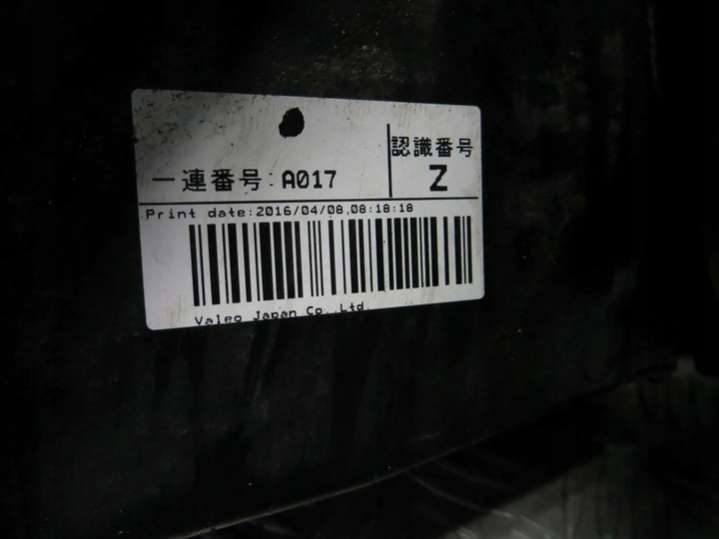 認識番号
Z
一連番号:A017
Print date:2016/04/08,08:18:18
Valeo Japan Co.,Ltd.